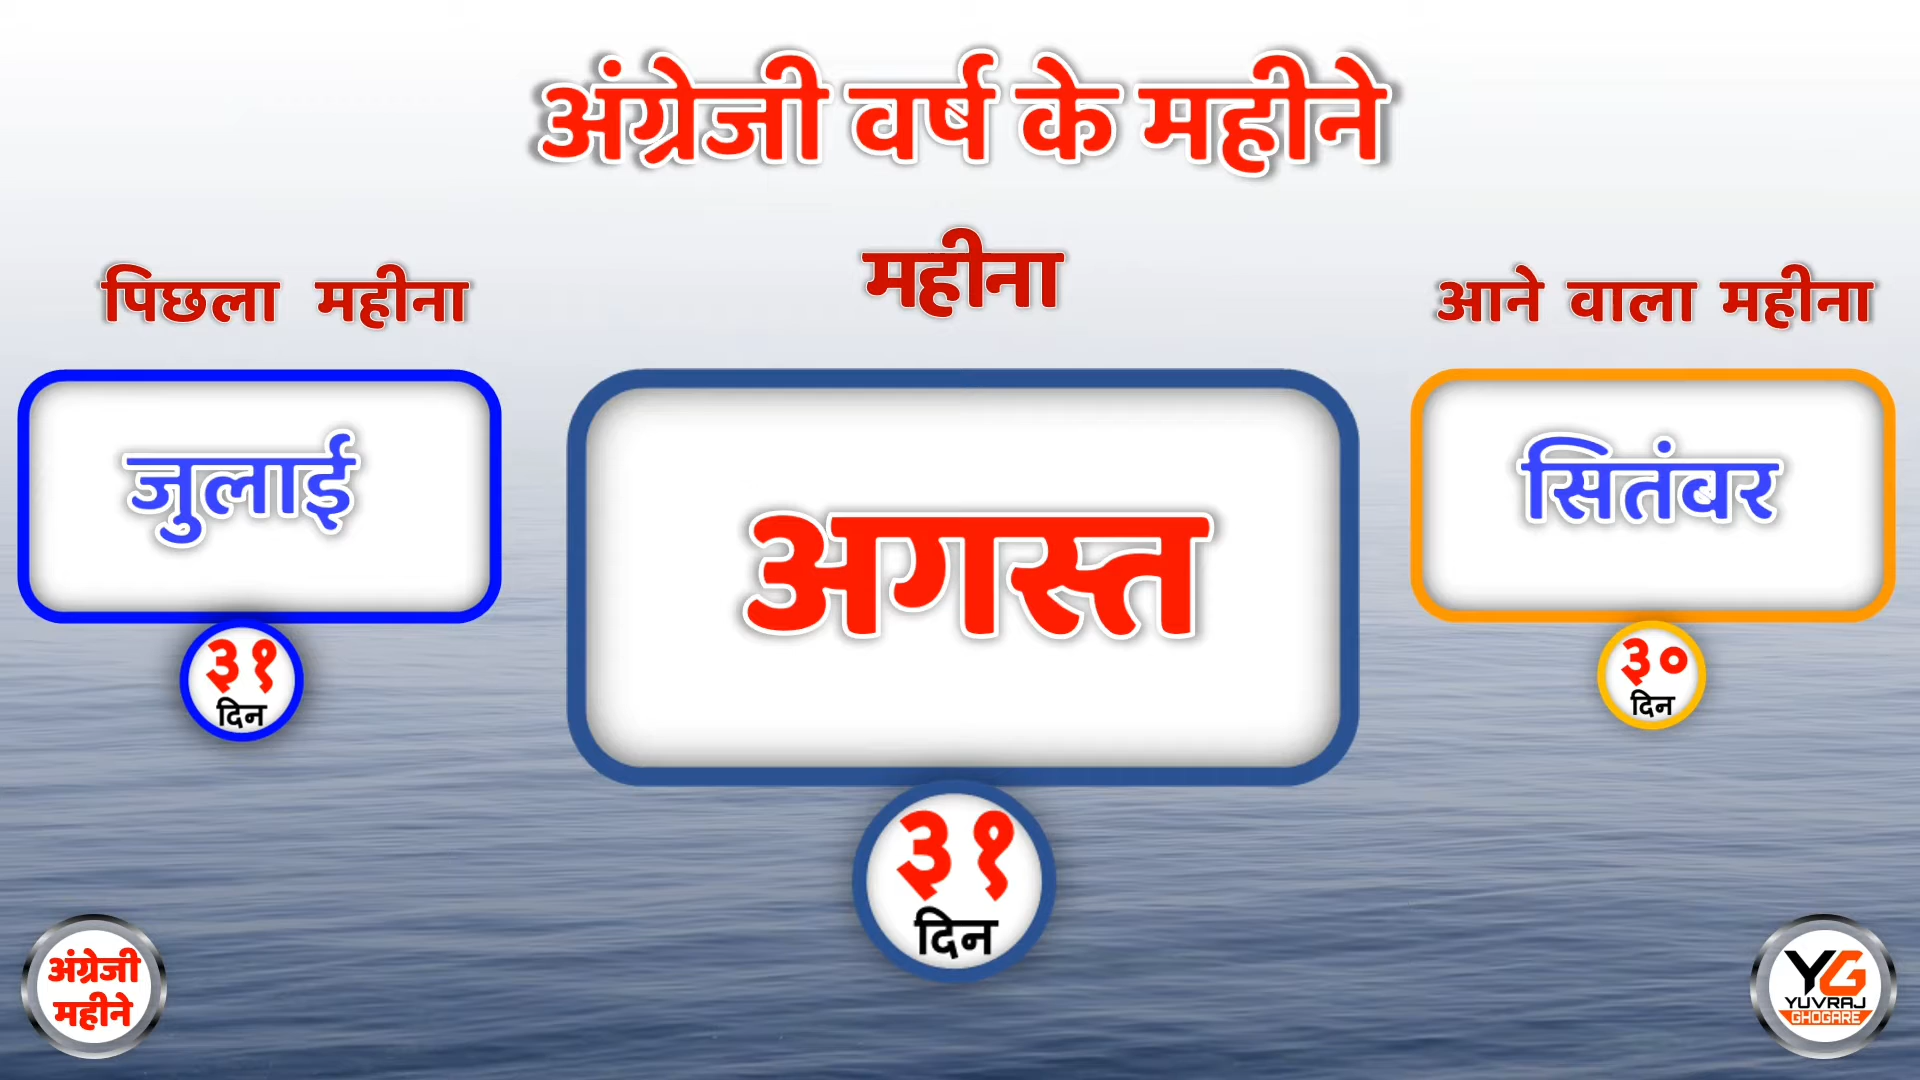 अंग्रेजी वर्ष के महीने
पिछला महीना
महीना
आने वाला महीना
जुलाई
अगस्त
सितंबर
३१
दिन
३१
दिन
३०
दिन
अंग्रेजी
महीने
YG
YUVRAJ
GHOGARE